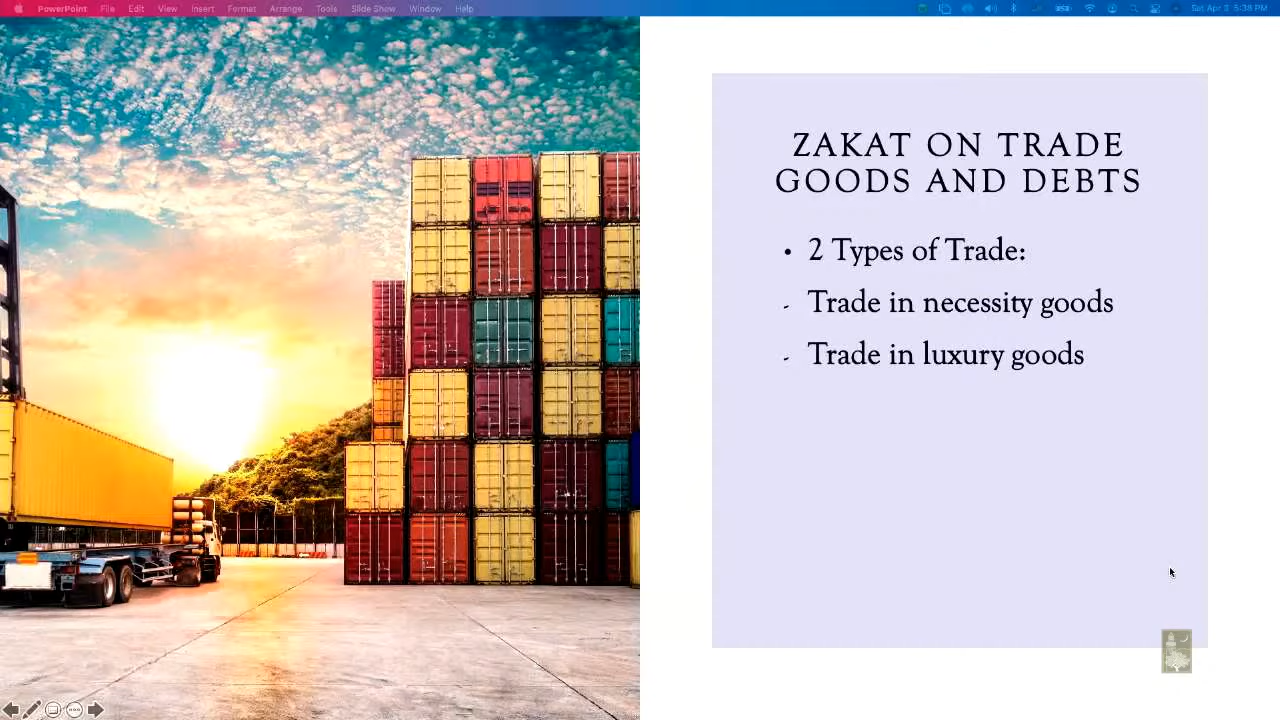 PowerPoint File Edit View Insert Format Arrange Tools Slide Show Window Help
Sat Apr 3 5:38 PM
ZAKAT ON TRADE
GOODS AND DEBTS
• 2 Types of Trade:
- Trade in necessity goods
- Trade in luxury goods